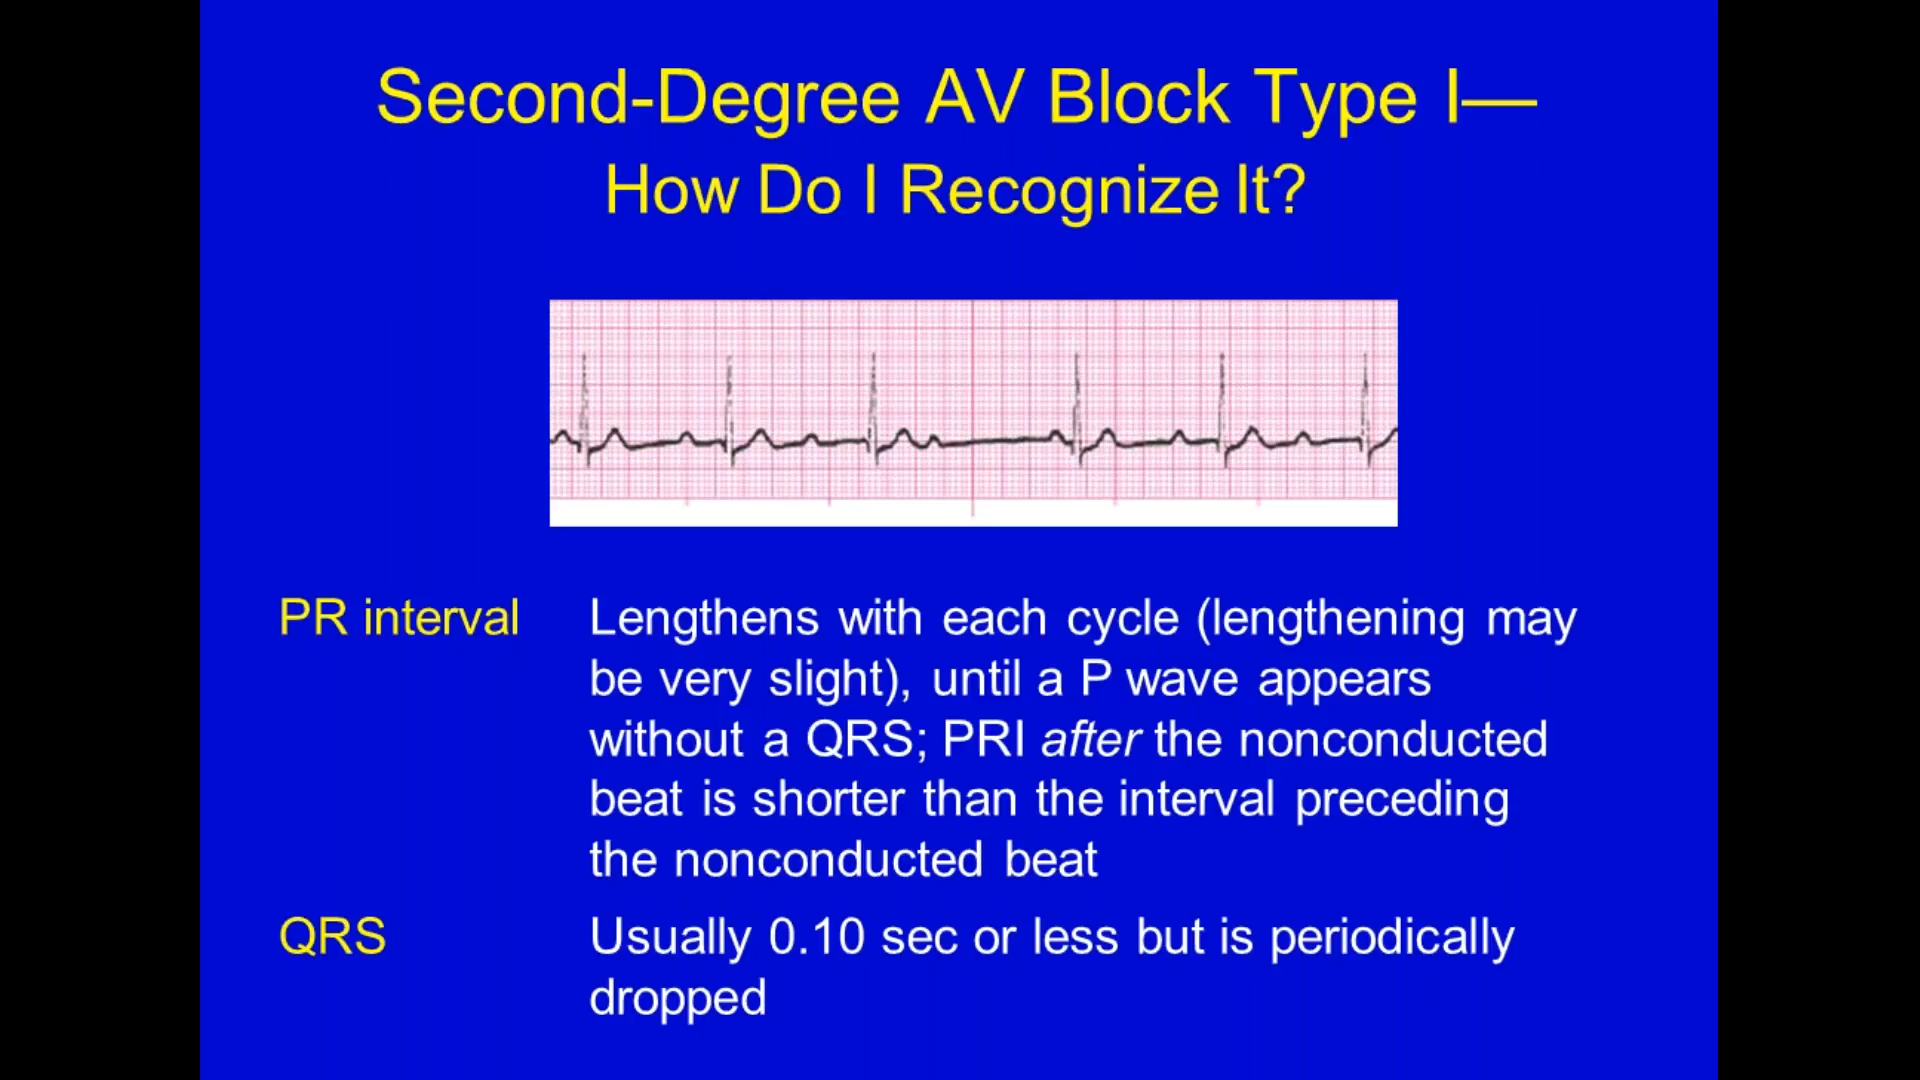 Second-Degree AV Block Type I—
How Do I Recognize It?
PR interval
Lengthens with each cycle (lengthening may
be very slight), until a P wave appears
without a QRS; PRI after the nonconducted
beat is shorter than the interval preceding
the nonconducted beat
QRS
Usually 0.10 sec or less but is periodically
dropped